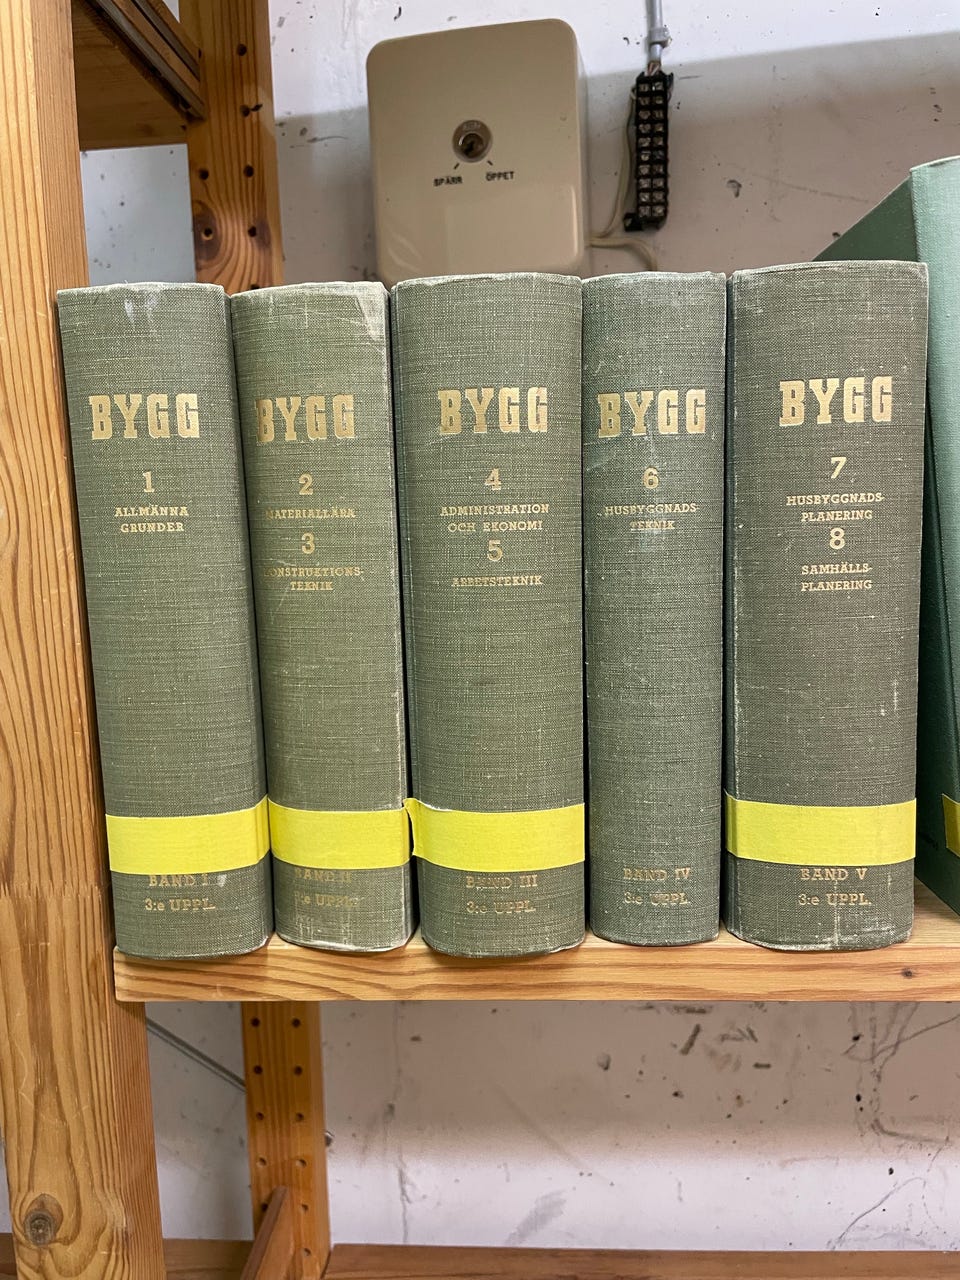 SPÄRR ÖPPET
BYGG
1
ALLMÄNNA
GRUNDER
BAND I
3:e UPPL.
BYGG
2
MATERIALLÄRA
3
KONSTRUKTIONS-
TEKNIK
BAND II
3:e UPPL.
BYGG
4
ADMINISTRATION
OCH EKONOMI
5
ARBETSTEKNIK
BAND III
3:e UPPL.
BYGG
6
HUSBYGGNADS-
TEKNIK
BAND IV
3:e UPPL.
BYGG
7
HUSBYGGNADS-
PLANERING
8
SAMHÄLLS-
PLANERING
BAND V
3:e UPPL.